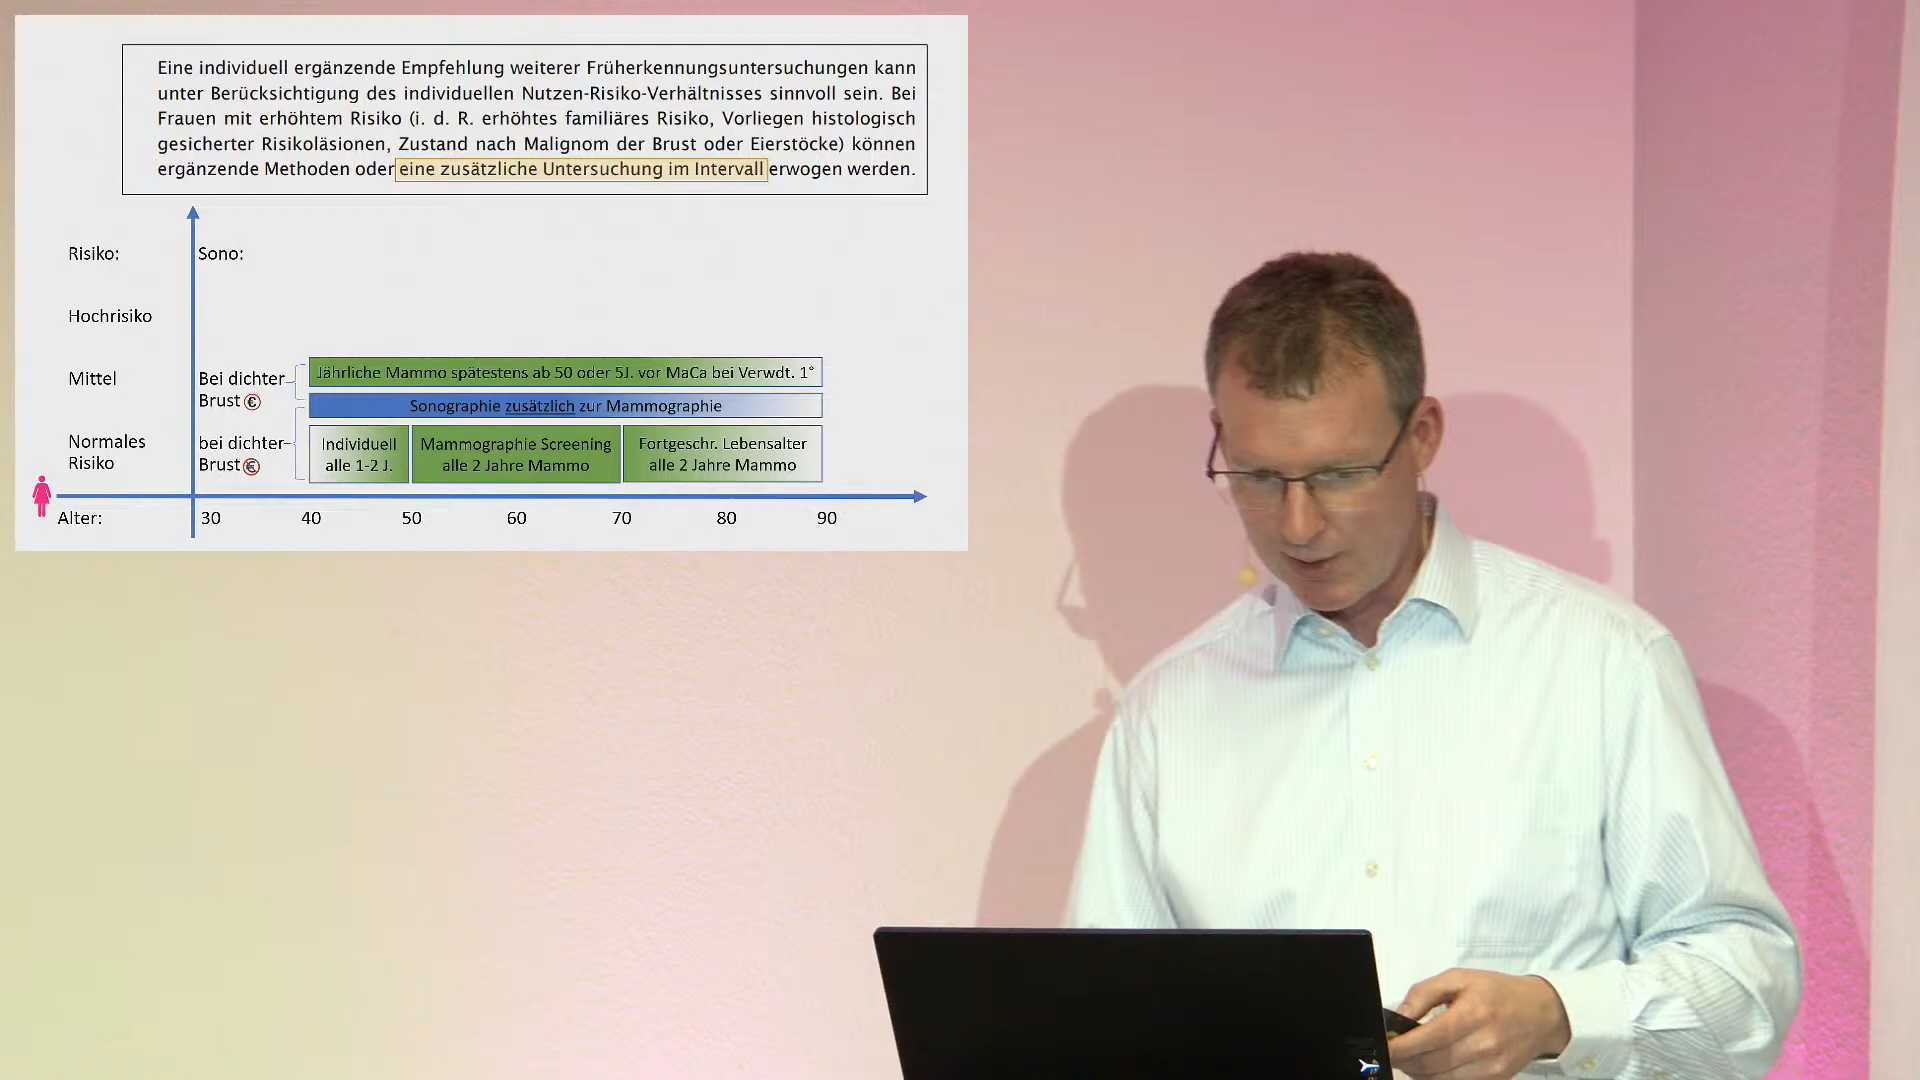 Eine individuell ergänzende Empfehlung weiterer Früherkennungsuntersuchungen kann
unter Berücksichtigung des individuellen Nutzen-Risiko-Verhältnisses sinnvoll sein. Bei
Frauen mit erhöhtem Risiko (i. d. R. erhöhtes familiäres Risiko, Vorliegen histologisch
gesicherter Risikoläsionen, Zustand nach Malignom der Brust oder Eierstöcke) können
ergänzende Methoden oder eine zusätzliche Untersuchung im Intervall erwogen werden.
Risiko:
Sono:
Hochrisiko
Mittel
Bei dichter
Brust €
Jährliche Mammo spätestens ab 50 oder 5J. vor MaCa bei Verwdt. 1°
Sonographie zusätzlich zur Mammographie
Normales
Risiko
bei dichter
Brust €
Individuell
alle 1-2 J.
Mammographie Screening
alle 2 Jahre Mammo
Fortgeschr. Lebensalter
alle 2 Jahre Mammo
Alter:
30 40 50 60 70 80 90